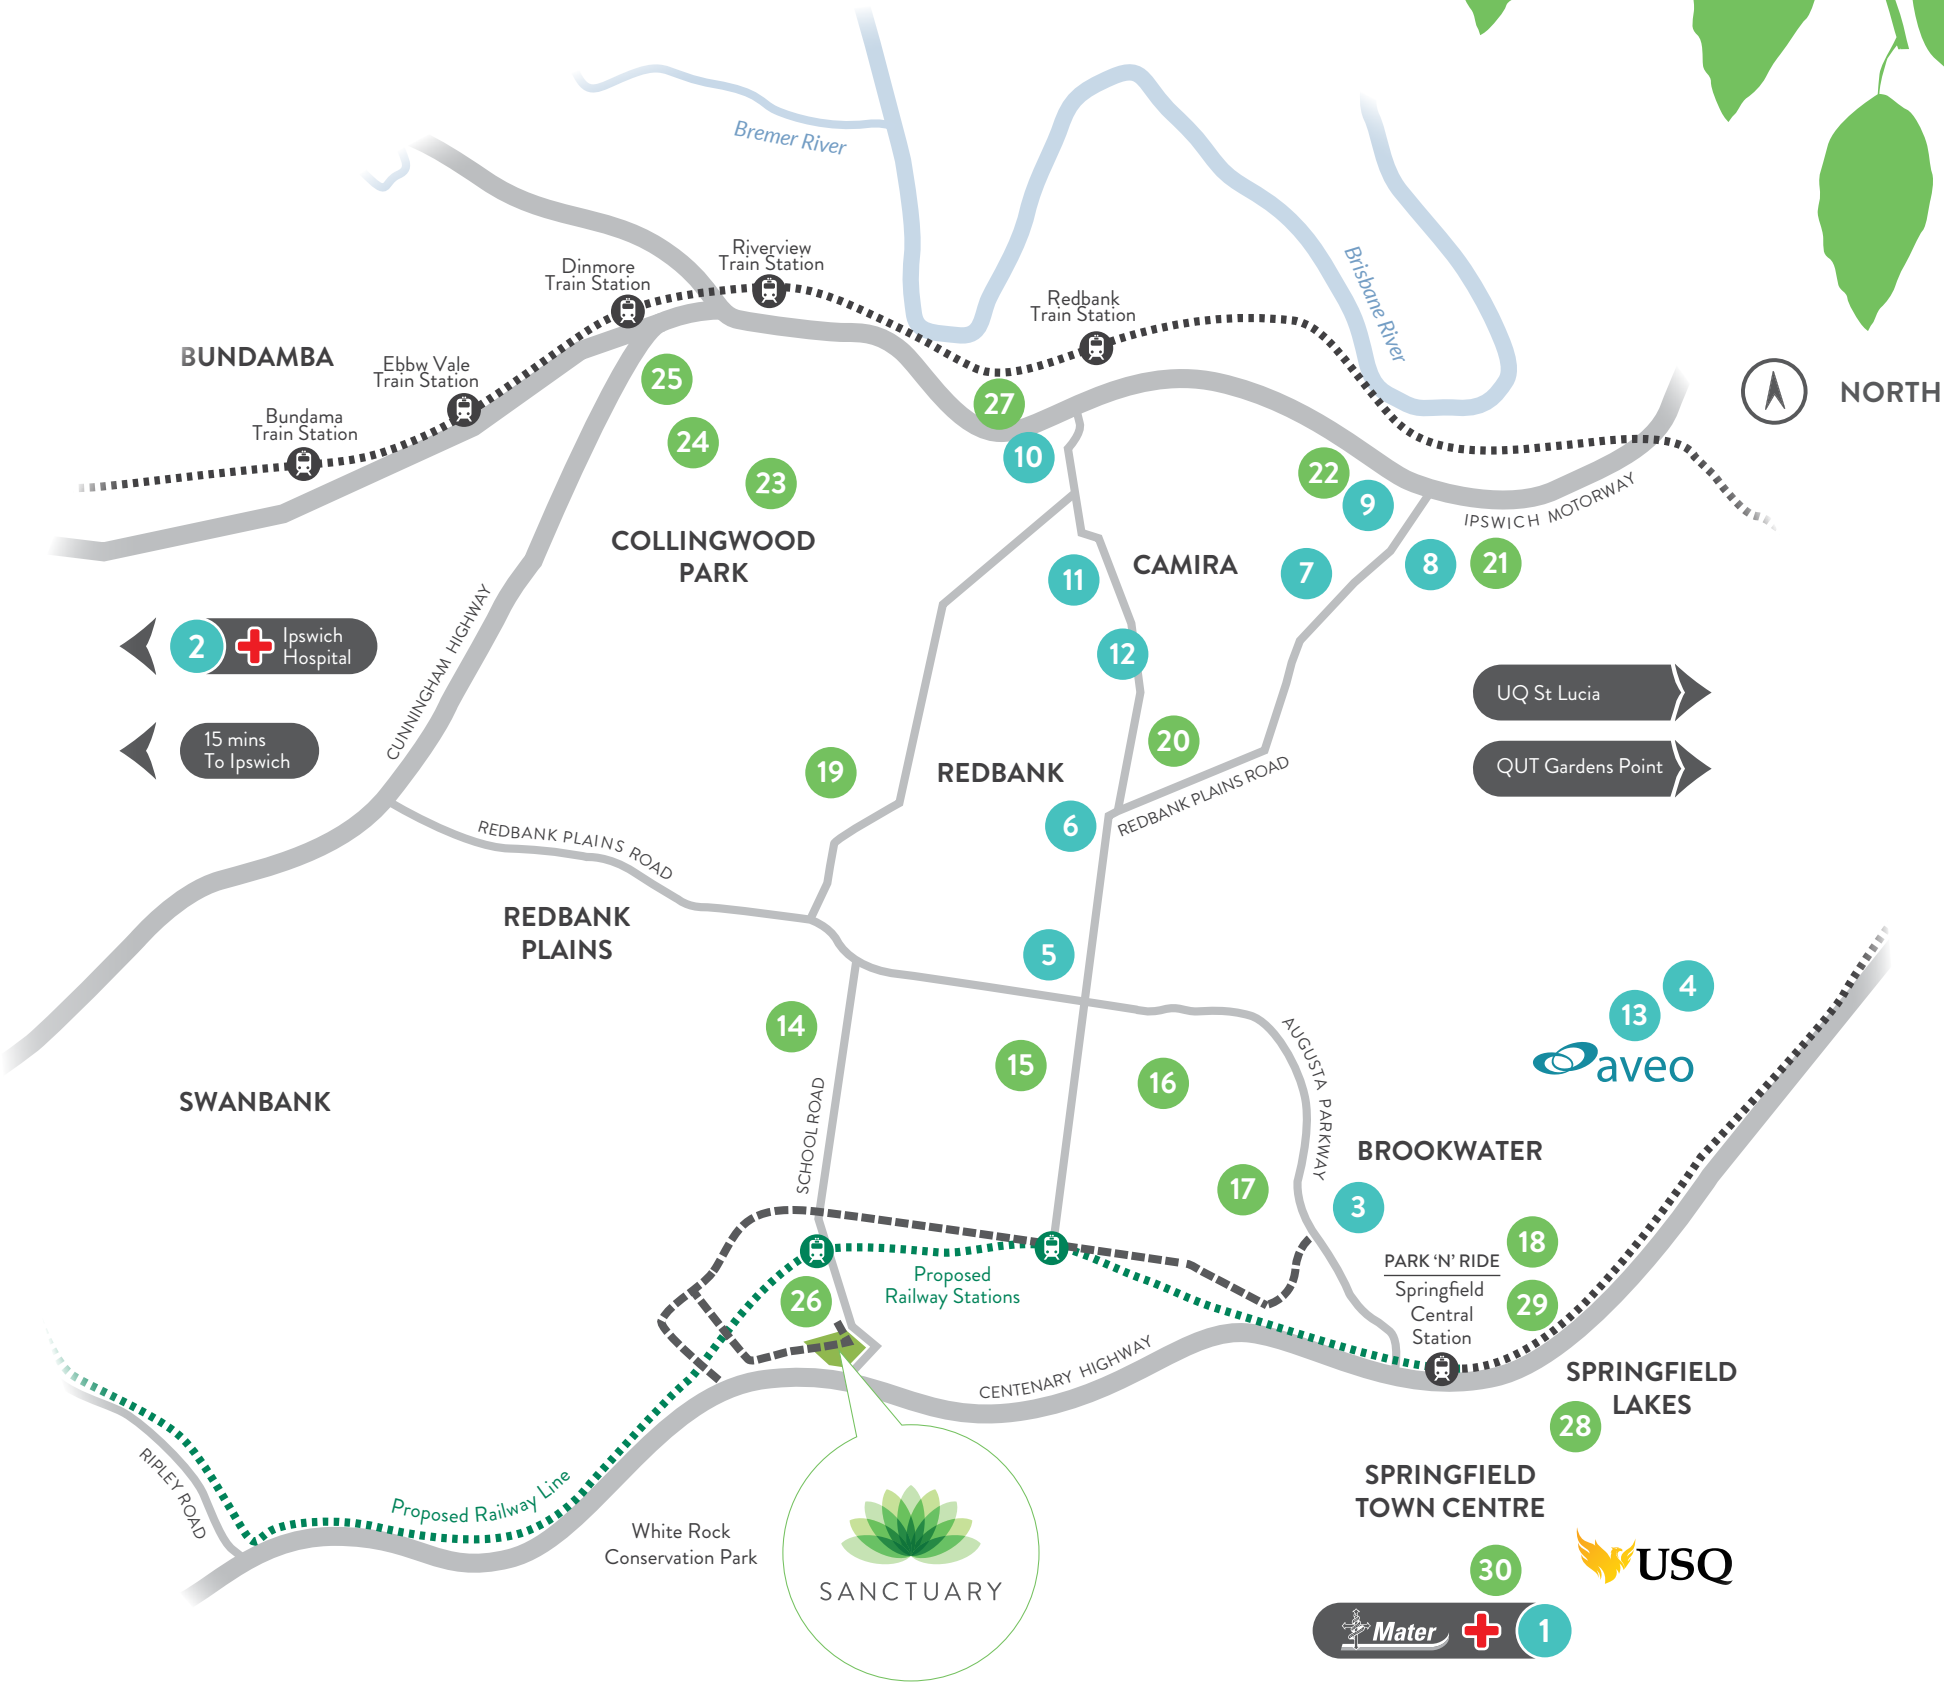 Bremer River
Riverview
Train Station
Dinmore
Train Station
Redbank
Train Station
Brisbane River
BUNDAMBA
Ebbw Vale
Train Station
Bundama
Train Station
NORTH
25
24
23
27
10
22
9
IPSWICH MOTORWAY
8
21
7
COLLINGWOOD
PARK
11
CAMIRA
12
CUNNINGHAM HIGHWAY
2
Ipswich
Hospital
15 mins
To Ipswich
UQ St Lucia
QUT Gardens Point
19
REDBANK
20
REDBANK PLAINS ROAD
6
REDBANK PLAINS ROAD
REDBANK
PLAINS
5
4
13
aveo
14
15
16
AUGUSTA PARKWAY
SWANBANK
SCHOOL ROAD
BROOKWATER
17
3
18
PARK ‘N’ RIDE
Springfield
Central
Station
29
Proposed
Railway Stations
26
CENTENARY HIGHWAY
SPRINGFIELD
LAKES
28
RIPLEY ROAD
Proposed Railway Line
White Rock
Conservation Park
SANCTUARY
SPRINGFIELD
TOWN CENTRE
USQ
30
Mater
1